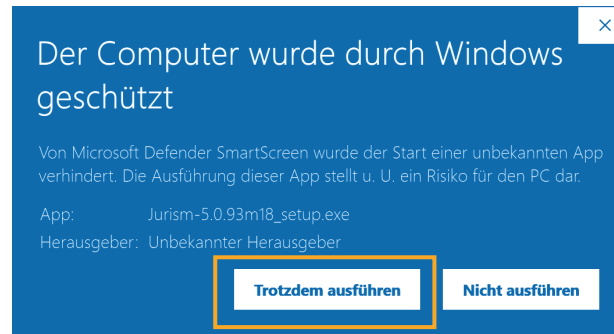 Der Computer wurde durch Windows
geschützt
Von Microsoft Defender SmartScreen wurde der Start einer unbekannten App
verhindert. Die Ausführung dieser App stellt u. U. ein Risiko für den PC dar.
App: Jurism-5.0.93m18_setup.exe
Herausgeber: Unbekannter Herausgeber
Trotzdem ausführen Nicht ausführen